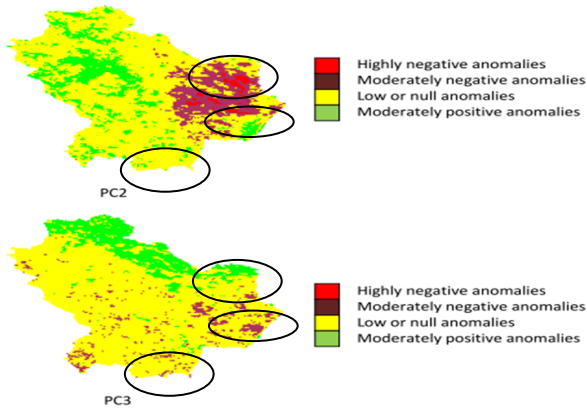 Highly negative anomalies
Moderately negative anomalies
Low or null anomalies
Moderately positive anomalies
PC2
Highly negative anomalies
Moderately negative anomalies
Low or null anomalies
Moderately positive anomalies
PC3